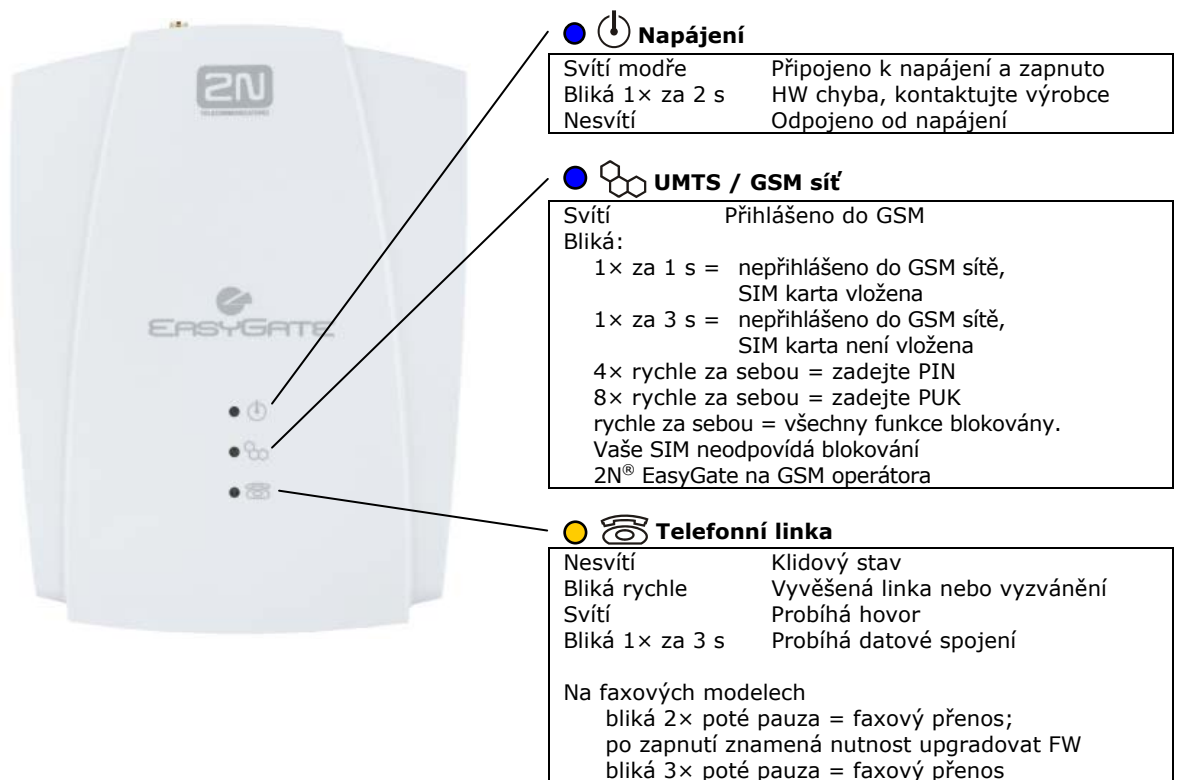 2N
TELECOMMUNICATIONS
EASYGATE
Napájení
Svítí modře Připojeno k napájení a zapnuto
Bliká 1× za 2 s HW chyba, kontaktujte výrobce
Nesvítí Odpojeno od napájení
UMTS / GSM síť
Svítí Přihlášeno do GSM
Bliká:
1× za 1 s = nepřihlášeno do GSM sítě,
SIM karta vložena
1× za 3 s = nepřihlášeno do GSM sítě,
SIM karta není vložena
4× rychle za sebou = zadejte PIN
8× rychle za sebou = zadejte PUK
rychle za sebou = všechny funkce blokovány.
Vaše SIM neodpovídá blokování
2N® EasyGate na GSM operátora
Telefonní linka
Nesvítí Klidový stav
Bliká rychle Vyvěšená linka nebo vyzvánění
Svítí Probíhá hovor
Bliká 1× za 3 s Probíhá datové spojení
Na faxových modelech
bliká 2× poté pauza = faxový přenos;
po zapnutí znamená nutnost upgradovat FW
bliká 3× poté pauza = faxový přenos